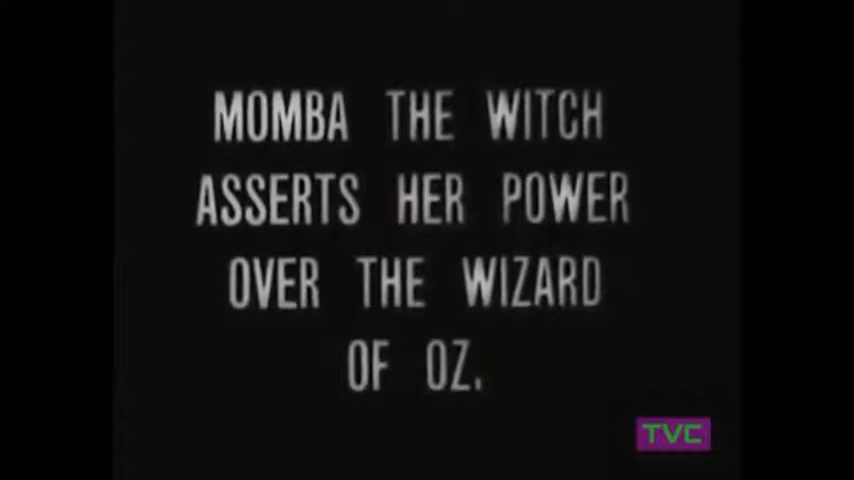 MOMBA THE WITCH
ASSERTS HER POWER
OVER THE WIZARD
OF OZ.
TVC